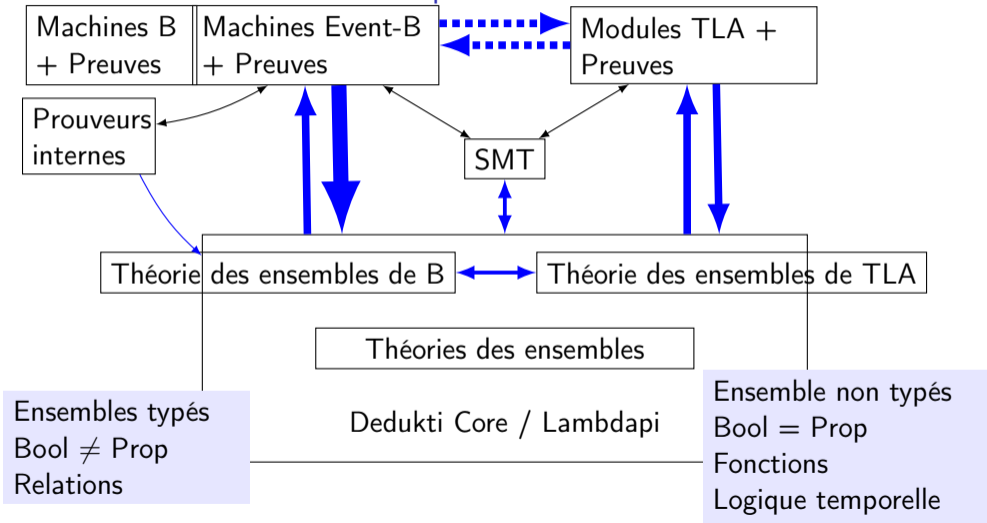 Machines B
+ Preuves
Machines Event-B
+ Preuves
Modules TLA +
Preuves
Prouveurs
internes
SMT
Théorie des ensembles de B
Théorie des ensembles de TLA
Théories des ensembles
Dedukti Core / Lambdapi
Ensembles typés
Bool ≠ Prop
Relations
Ensemble non typés
Bool = Prop
Fonctions
Logique temporelle